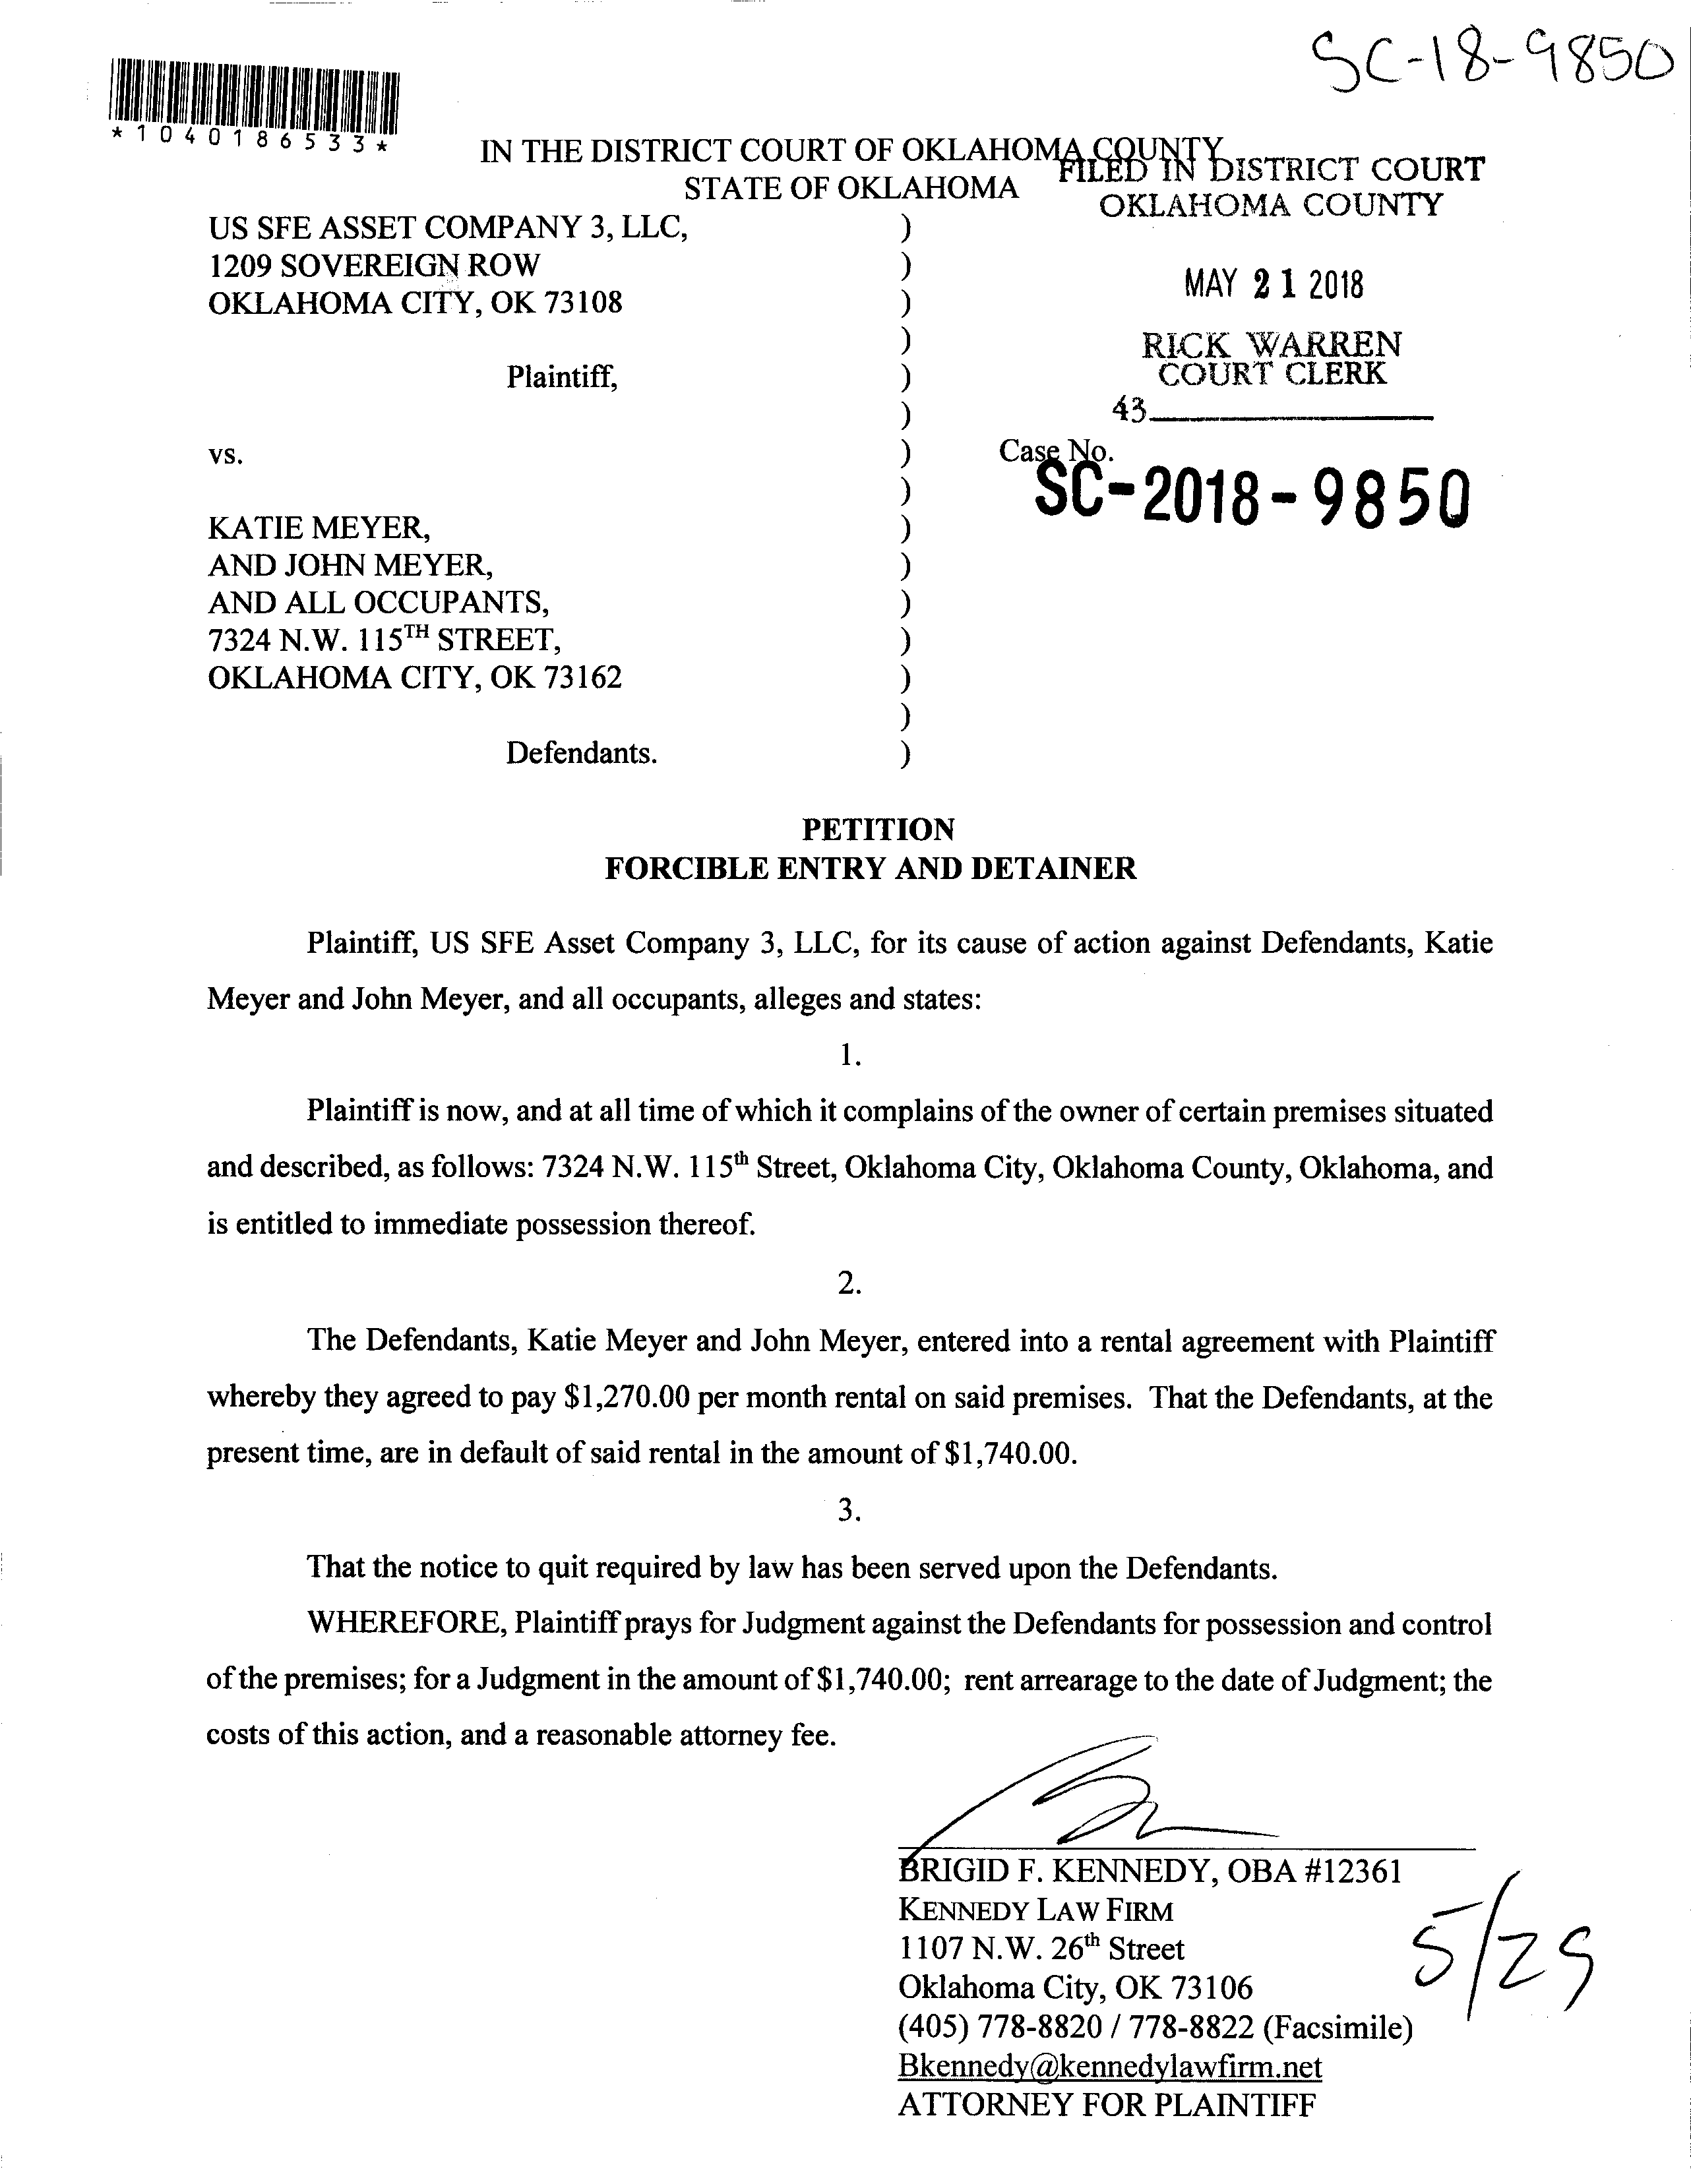 SC-18-9850
*1040186533*
IN THE DISTRICT COURT OF OKLAHOMA COUNTY
STATE OF OKLAHOMA
FILED IN DISTRICT COURT
OKLAHOMA COUNTY
MAY 21 2018
RICK WARREN
COURT CLERK
43
US SFE ASSET COMPANY 3, LLC, )
1209 SOVEREIGN ROW )
OKLAHOMA CITY, OK 73108 )
)
Plaintiff, )
)
vs. )
Case No.
SC-2018-9850
)
KATIE MEYER, )
AND JOHN MEYER, )
AND ALL OCCUPANTS, )
7324 N.W. 115TH STREET, )
OKLAHOMA CITY, OK 73162 )
)
Defendants. )
PETITION
FORCIBLE ENTRY AND DETAINER
Plaintiff, US SFE Asset Company 3, LLC, for its cause of action against Defendants, Katie
Meyer and John Meyer, and all occupants, alleges and states:
1.
Plaintiff is now, and at all time of which it complains of the owner of certain premises situated
and described, as follows: 7324 N.W. 115th Street, Oklahoma City, Oklahoma County, Oklahoma, and
is entitled to immediate possession thereof.
2.
The Defendants, Katie Meyer and John Meyer, entered into a rental agreement with Plaintiff
whereby they agreed to pay $1,270.00 per month rental on said premises. That the Defendants, at the
present time, are in default of said rental in the amount of $1,740.00.
3.
That the notice to quit required by law has been served upon the Defendants.
WHEREFORE, Plaintiff prays for Judgment against the Defendants for possession and control
of the premises; for a Judgment in the amount of $1,740.00; rent arrearage to the date of Judgment; the
costs of this action, and a reasonable attorney fee.
BRIGID F. KENNEDY, OBA #12361
KENNEDY LAW FIRM
1107 N.W. 26th Street
Oklahoma City, OK 73106
(405) 778-8820 / 778-8822 (Facsimile)
Bkennedy@kennedylawfirm.net
ATTORNEY FOR PLAINTIFF
5/29